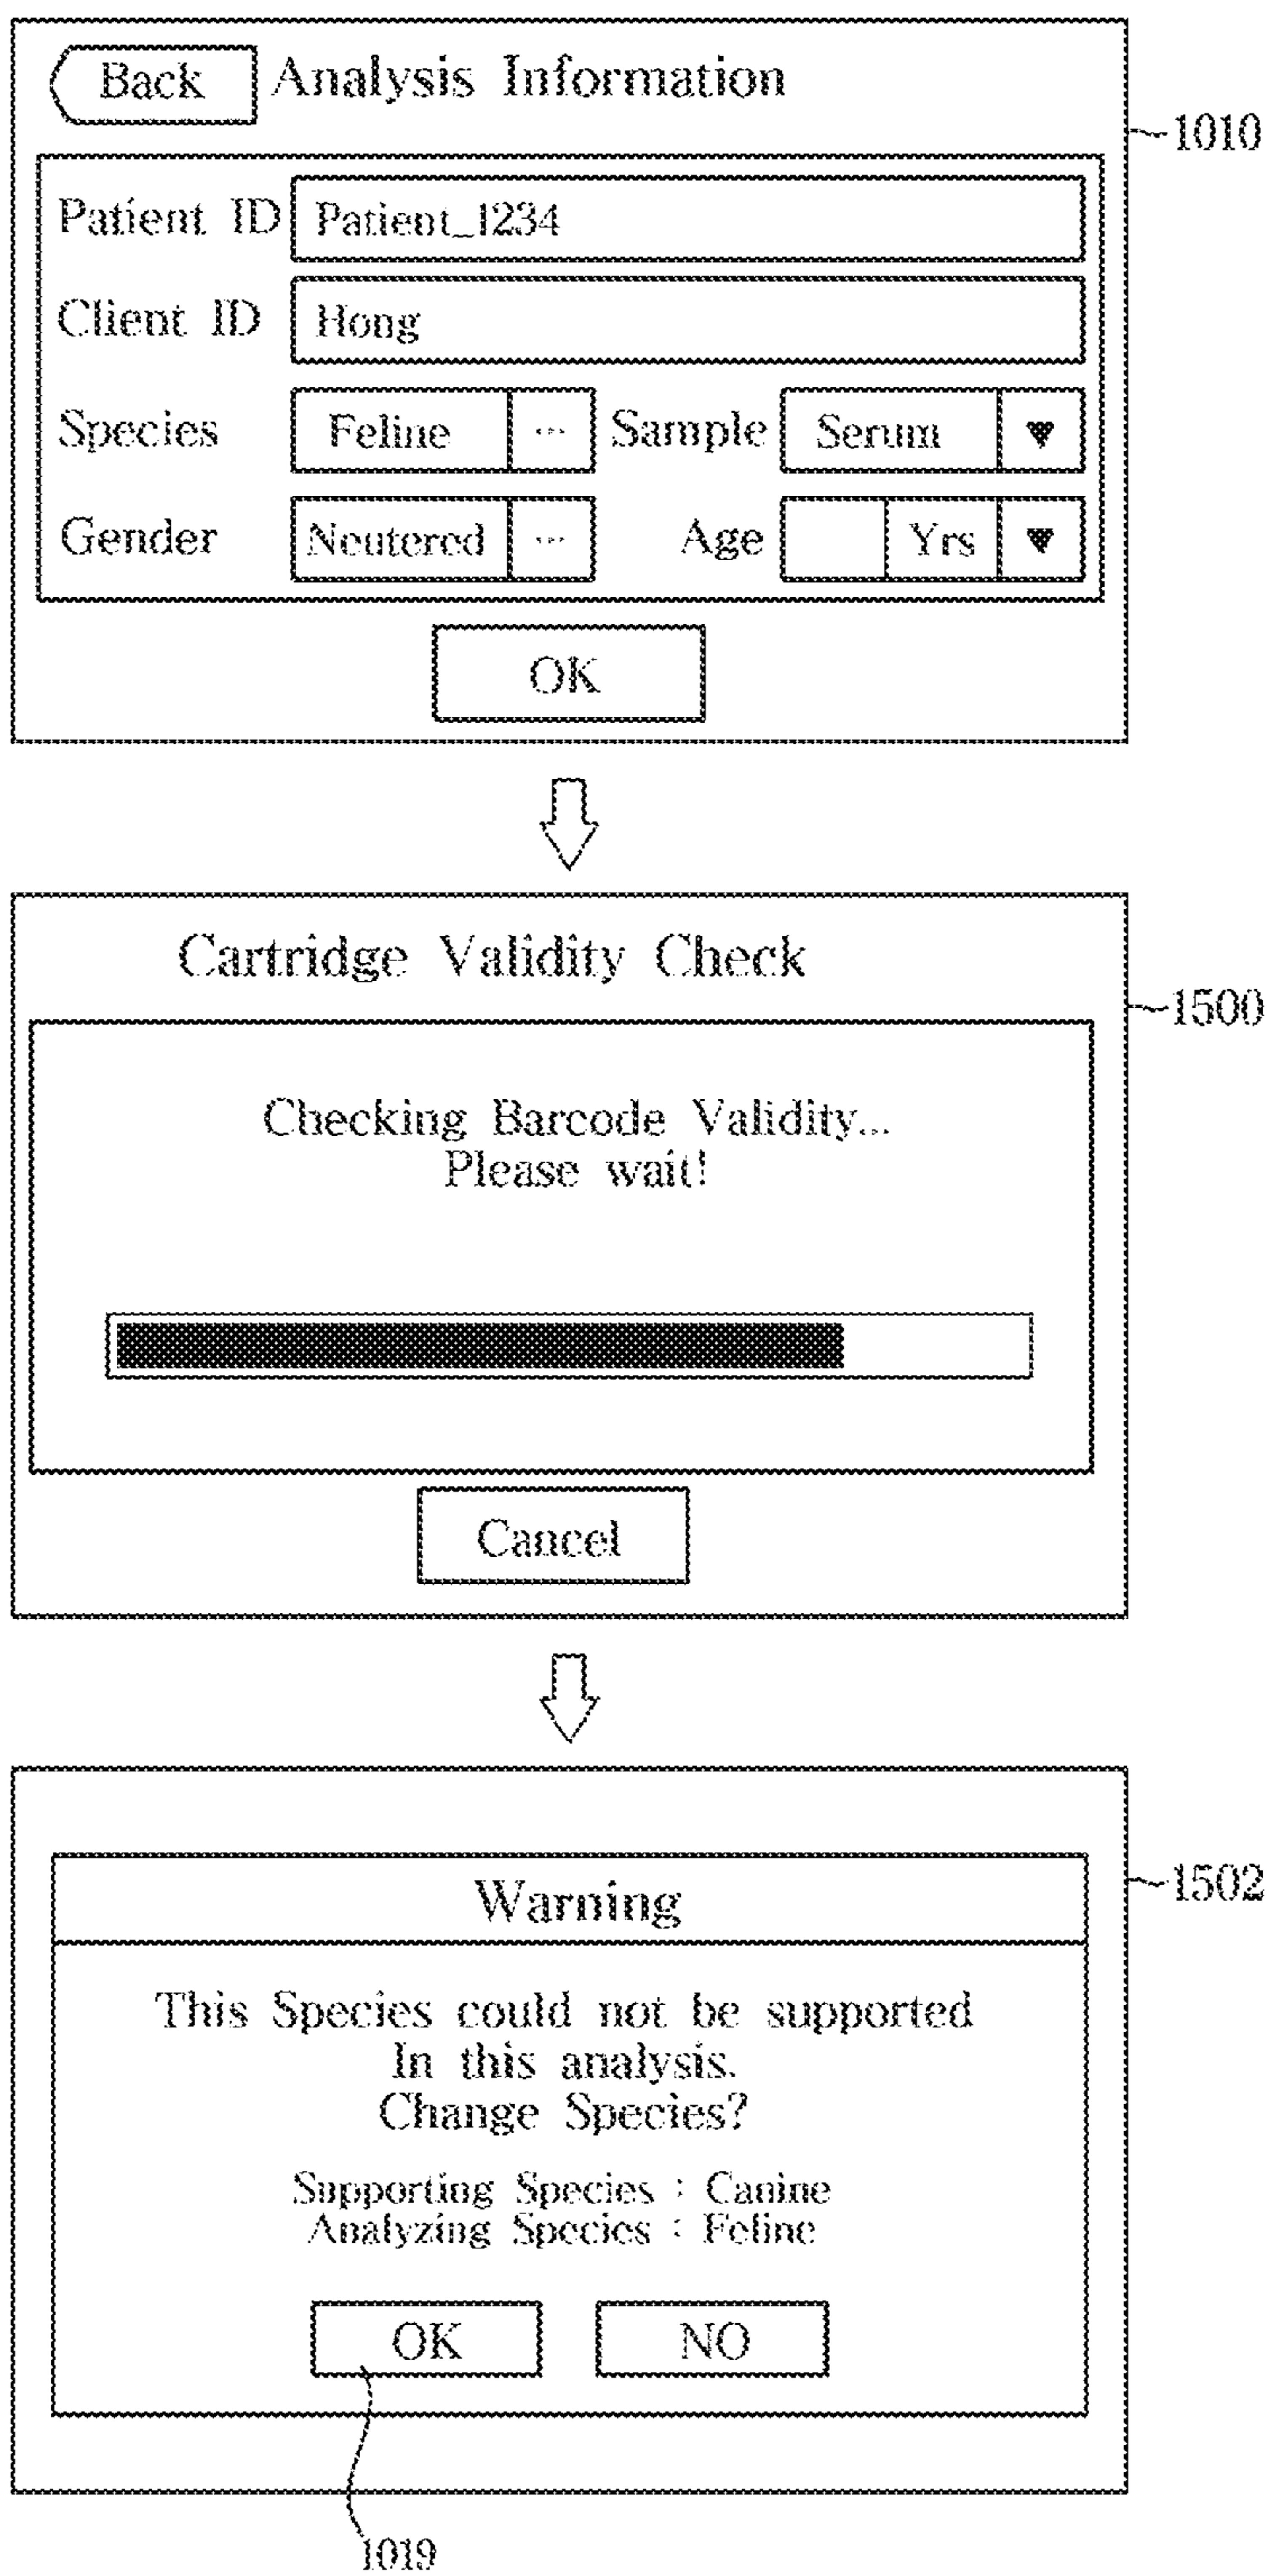 Back Analysis Information
1010
Patient ID Patient_1234
Client ID Hong
Species Feline ... Sample Serum ▼
Gender Neutered ... Age Yrs ▼
OK
Cartridge Validity Check
1500
Checking Barcode Validity...
Please wait!
Cancel
1502
Warning
This Species could not be supported
In this analysis.
Change Species?
Supporting Species : Canine
Analyzing Species : Feline
OK NO
1019